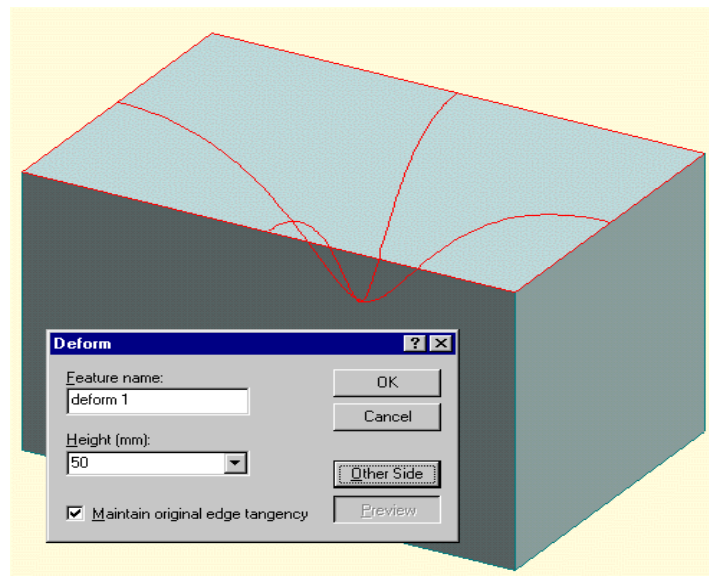 Deform
Feature name:
deform 1
Height (mm):
50
Maintain original edge tangency
OK
Cancel
Other Side
Preview